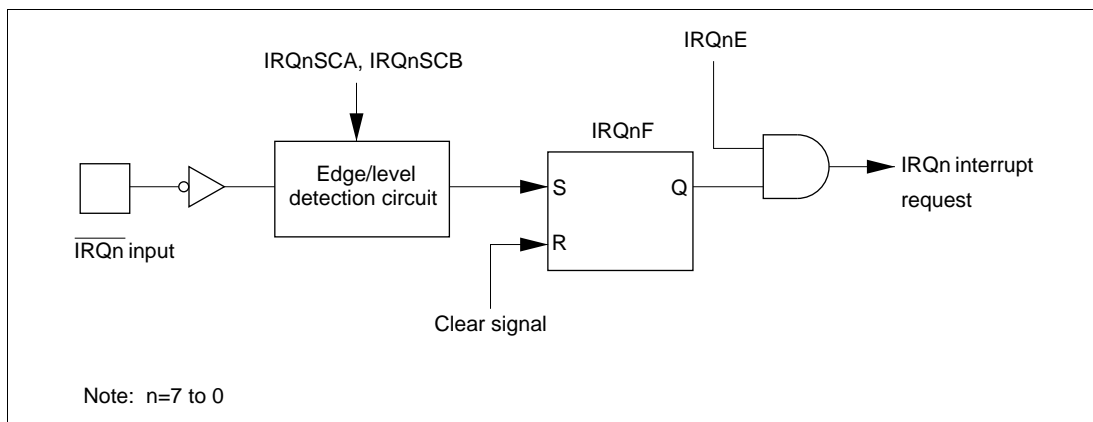 IRQnE
IRQnSCA, IRQnSCB
IRQnF
Edge/level
detection circuit
S
Q
IRQn interrupt
request
R
IRQn input
Clear signal
Note: n=7 to 0